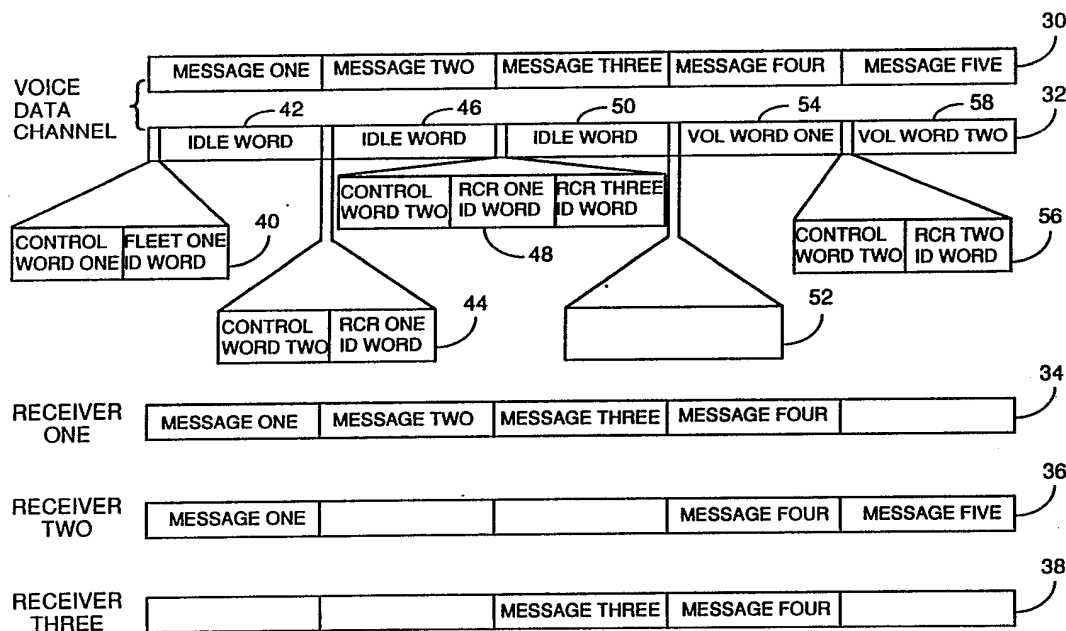 30
VOICE
DATA
CHANNEL
MESSAGE ONE MESSAGE TWO MESSAGE THREE MESSAGE FOUR MESSAGE FIVE
42 46 50 54 58 32
IDLE WORD IDLE WORD IDLE WORD VOL WORD ONE VOL WORD TWO
CONTROL WORD TWO RCR ONE ID WORD RCR THREE ID WORD
48
CONTROL WORD ONE FLEET ONE ID WORD
40
CONTROL WORD TWO RCR TWO ID WORD
56
CONTROL WORD TWO RCR ONE ID WORD
44
52
34
RECEIVER
ONE
MESSAGE ONE MESSAGE TWO MESSAGE THREE MESSAGE FOUR
36
RECEIVER
TWO
MESSAGE ONE MESSAGE FOUR MESSAGE FIVE
38
RECEIVER
THREE
MESSAGE THREE MESSAGE FOUR